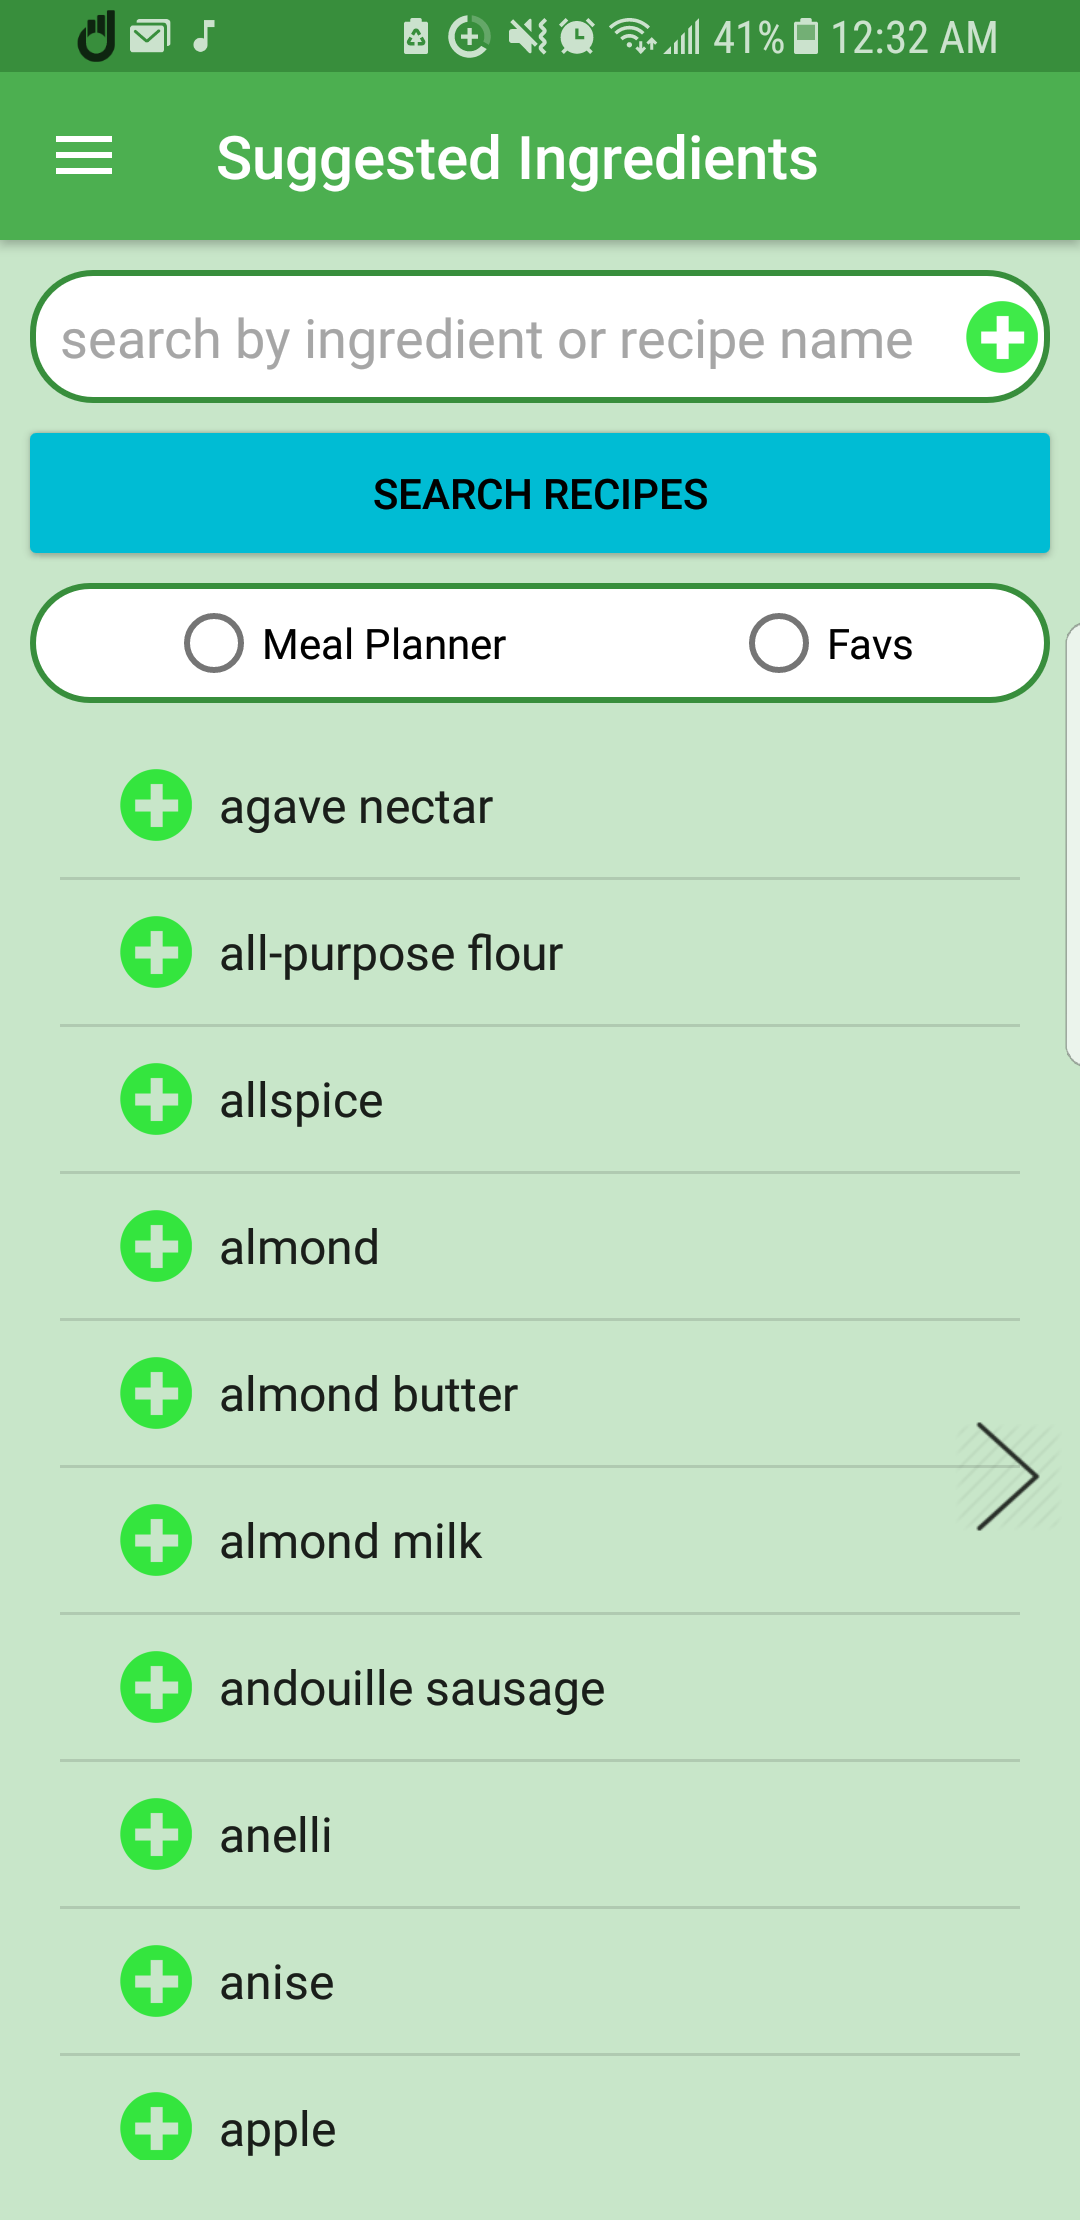 41% 12:32 AM
Suggested Ingredients
search by ingredient or recipe name
SEARCH RECIPES
Meal Planner Favs
agave nectar
all-purpose flour
allspice
almond
almond butter
almond milk
andouille sausage
anelli
anise
apple